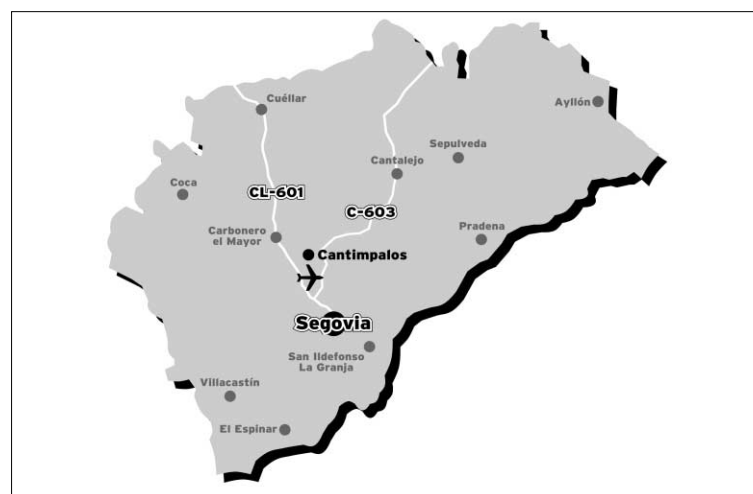 Cuéllar
Ayllón
Sepulveda
Cantalejo
Coca
CL-601
C-603
Carbonero
el Mayor
Pradena
Cantimpalos
Segovia
San Ildefonso
La Granja
Villacastín
El Espinar